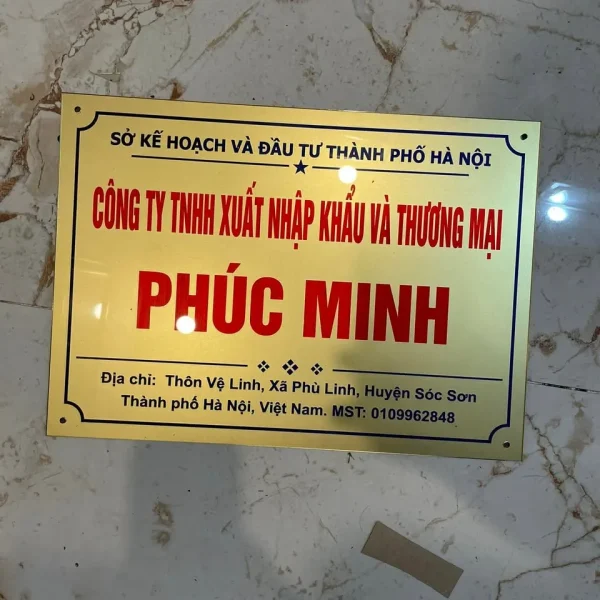 SỞ KẾ HOẠCH VÀ ĐẦU TƯ THÀNH PHỐ HÀ NỘI
CÔNG TY TNHH XUẤT NHẬP KHẨU VÀ THƯƠNG MẠI
PHÚC MINH
Địa chỉ: Thôn Vệ Linh, Xã Phù Linh, Huyện Sóc Sơn
Thành phố Hà Nội, Việt Nam. MST: 0109962848